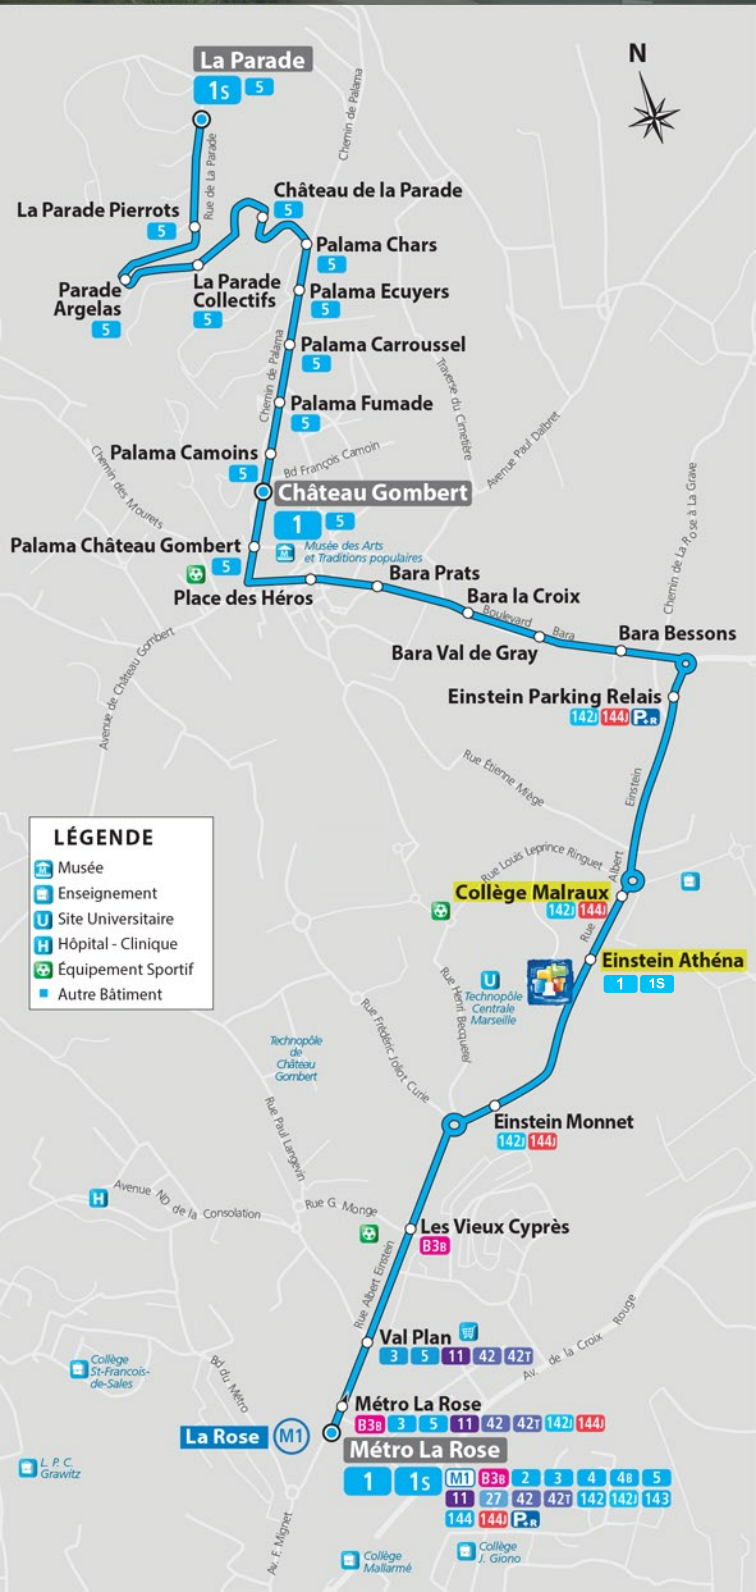 N
La Parade
1S 5
Chemin de Palama
Rue de La Parade
Château de la Parade
5
La Parade Pierrots
5
Palama Chars
5
La Parade
Collectifs
5
Parade
Argelas
5
Palama Ecuyers
5
Chemin de Palama
Palama Carroussel
5
Traverse du Cimetière
Palama Fumade
5
Avenue Paul Dalbret
Palama Camoins
5
Bd François Camoin
Chemin des Mourets
Château Gombert
1 5
Chemin de La Rose à La Grave
Palama Château Gombert
5
M
Musée des Arts
et Traditions populaires
Place des Héros
Bara Prats
Bara la Croix
Boulevard Bara
Bara Val de Gray
Bara Bessons
Avenue de Château Gombert
Einstein Parking Relais
142J 144J P+R
Rue Étienne Miège
Rue Albert Einstein
Rue Louis Leprince Ringuet
LÉGENDE
M Musée
Enseignement
U Site Universitaire
H Hôpital - Clinique
Équipement Sportif
Autre Bâtiment
Collège Malraux
142J 144J
Einstein Athéna
1 1S
U
Technopôle
Centrale
Marseille
Rue Henri Becquerel
Rue Frédéric Joliot Curie
Technopôle
de
Château
Gombert
Rue Paul Langevin
Einstein Monnet
142J 144J
H
Avenue ND de la Consolation
Rue G. Monge
Les Vieux Cyprès
B3B
Rue Albert Einstein
Val Plan
3 5 11 42 42T
Av. de la Croix Rouge
Collège
St-Francois-
de-Sales
Bd du Métro
Métro La Rose
B3B 3 5 11 42 42T 142J 144J
La Rose M1
Métro La Rose
1 1S M1 B3B 2 3 4 4B 5
11 27 42 42T 142 142J 143
144 144J P+R
L. P. C.
Grawitz
Av. F. Mignet
Collège
Mallarmé
Collège
J. Giono